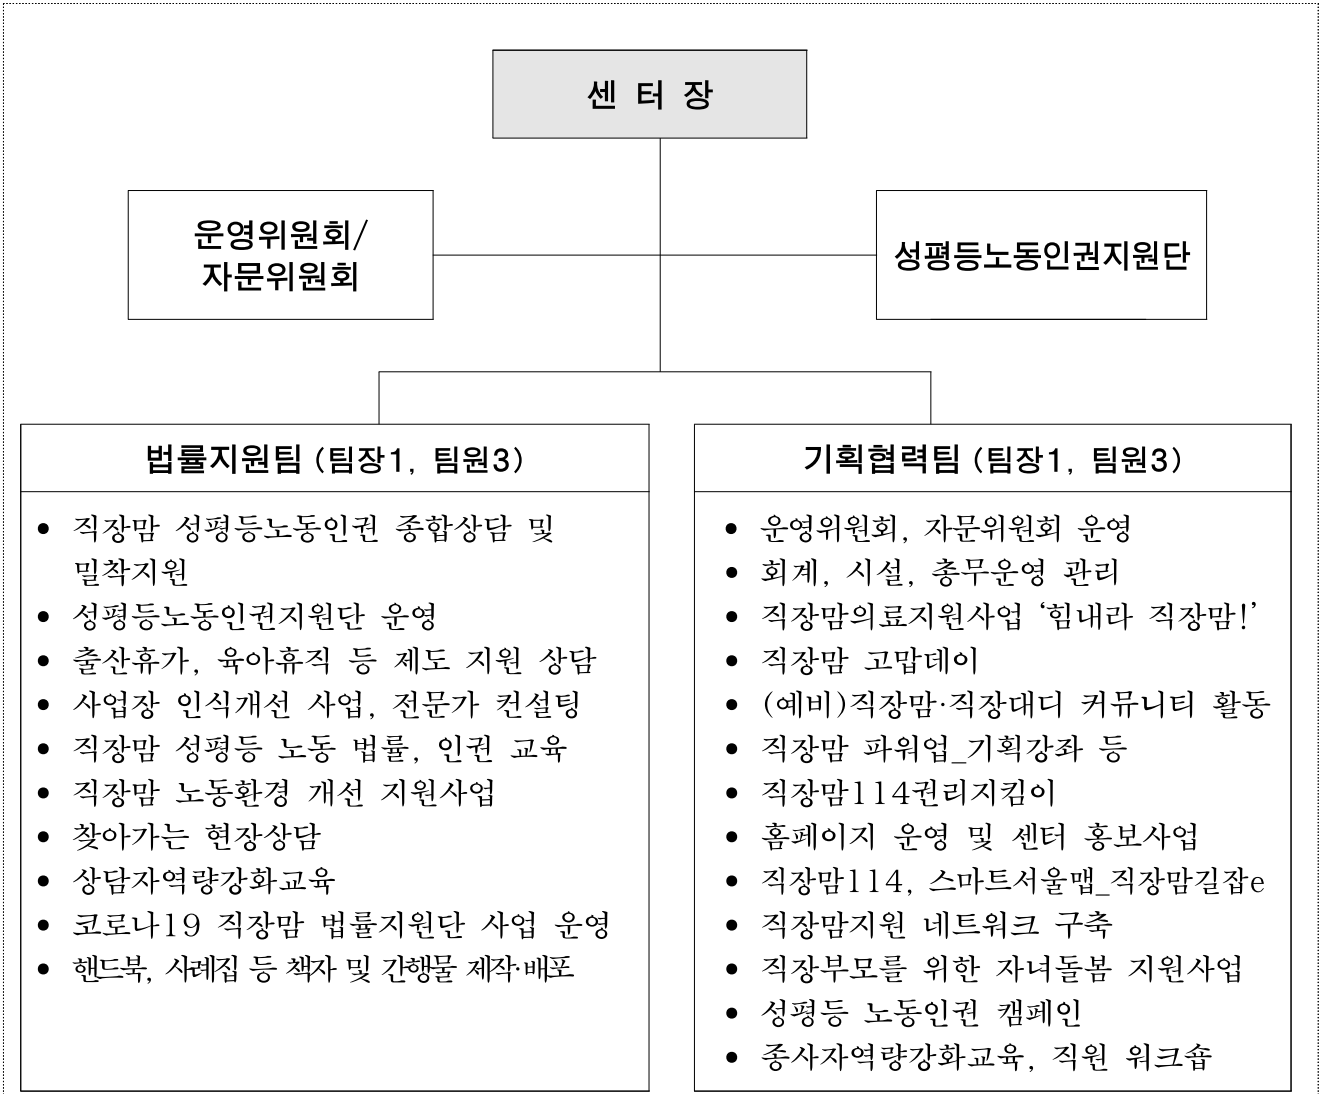 센 터 장
운영위원회/
자문위원회
성평등노동인권지원단
법률지원팀 (팀장1, 팀원3)
• 직장맘 성평등노동인권 종합상담 및
밀착지원
• 성평등노동인권지원단 운영
• 출산휴가, 육아휴직 등 제도 지원 상담
• 사업장 인식개선 사업, 전문가 컨설팅
• 직장맘 성평등 노동 법률, 인권 교육
• 직장맘 노동환경 개선 지원사업
• 찾아가는 현장상담
• 상담자역량강화교육
• 코로나19 직장맘 법률지원단 사업 운영
• 핸드북, 사례집 등 책자 및 간행물 제작·배포
기획협력팀 (팀장1, 팀원3)
• 운영위원회, 자문위원회 운영
• 회계, 시설, 총무운영 관리
• 직장맘의료지원사업 ‘힘내라 직장맘!’
• 직장맘 고맙데이
• (예비)직장맘·직장대디 커뮤니티 활동
• 직장맘 파워업_기획강좌 등
• 직장맘114권리지킴이
• 홈페이지 운영 및 센터 홍보사업
• 직장맘114, 스마트서울맵_직장맘길잡e
• 직장맘지원 네트워크 구축
• 직장부모를 위한 자녀돌봄 지원사업
• 성평등 노동인권 캠페인
• 종사자역량강화교육, 직원 워크숍